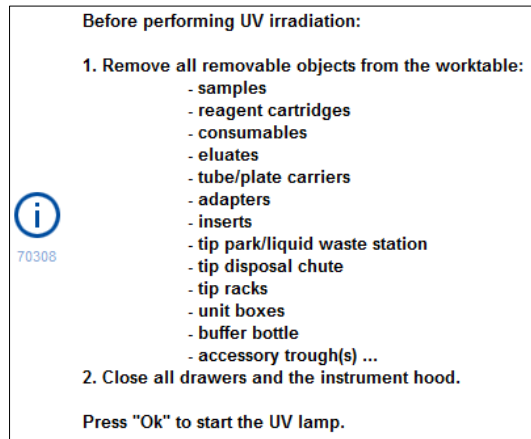 Before performing UV irradiation:
1. Remove all removable objects from the worktable:
- samples
- reagent cartridges
- consumables
- eluates
- tube/plate carriers
- adapters
- inserts
- tip park/liquid waste station
- tip disposal chute
- tip racks
- unit boxes
- buffer bottle
- accessory trough(s) ...
2. Close all drawers and the instrument hood.
Press "Ok" to start the UV lamp.
i
70308